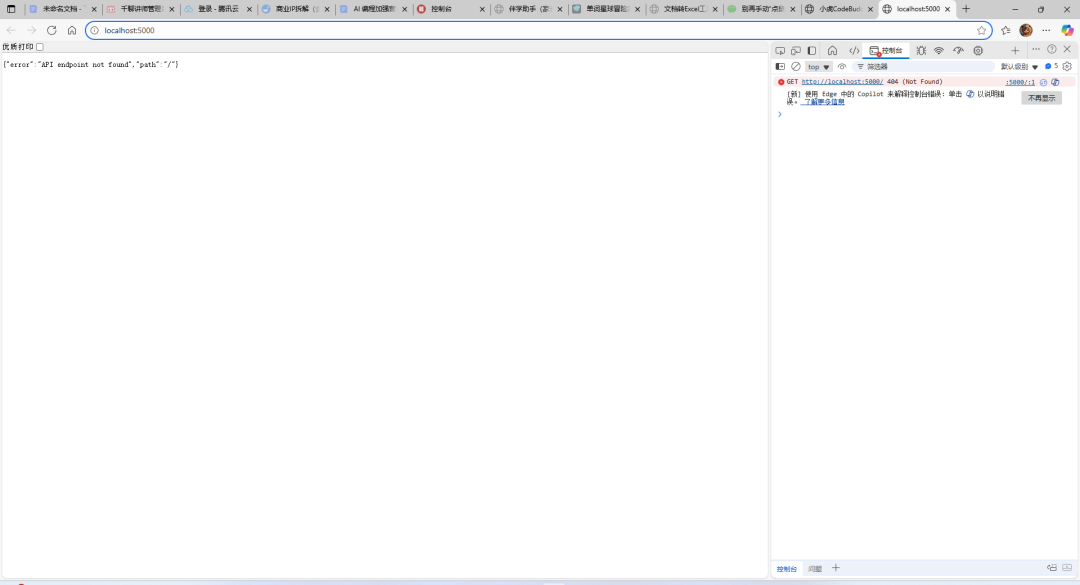 未命名文档 -
千聊讲师管理
登录 - 腾讯云
商业IP拆解
AI 编程加强
控制台
伴学助手
单词星球冒险
文档转Excel工
别再手动"点
小虎CodeBud
localhost:5000
localhost:5000
优质打印
{"error":"API endpoint not found","path":"/"}
控制台
top
筛选器
默认级别
5
GET http://localhost:5000/ 404 (Not Found)
:5000/:1
[新] 使用 Edge 中的 Copilot 来解释控制台错误: 单击 以说明错
误。 了解更多信息
不再显示
控制台
问题